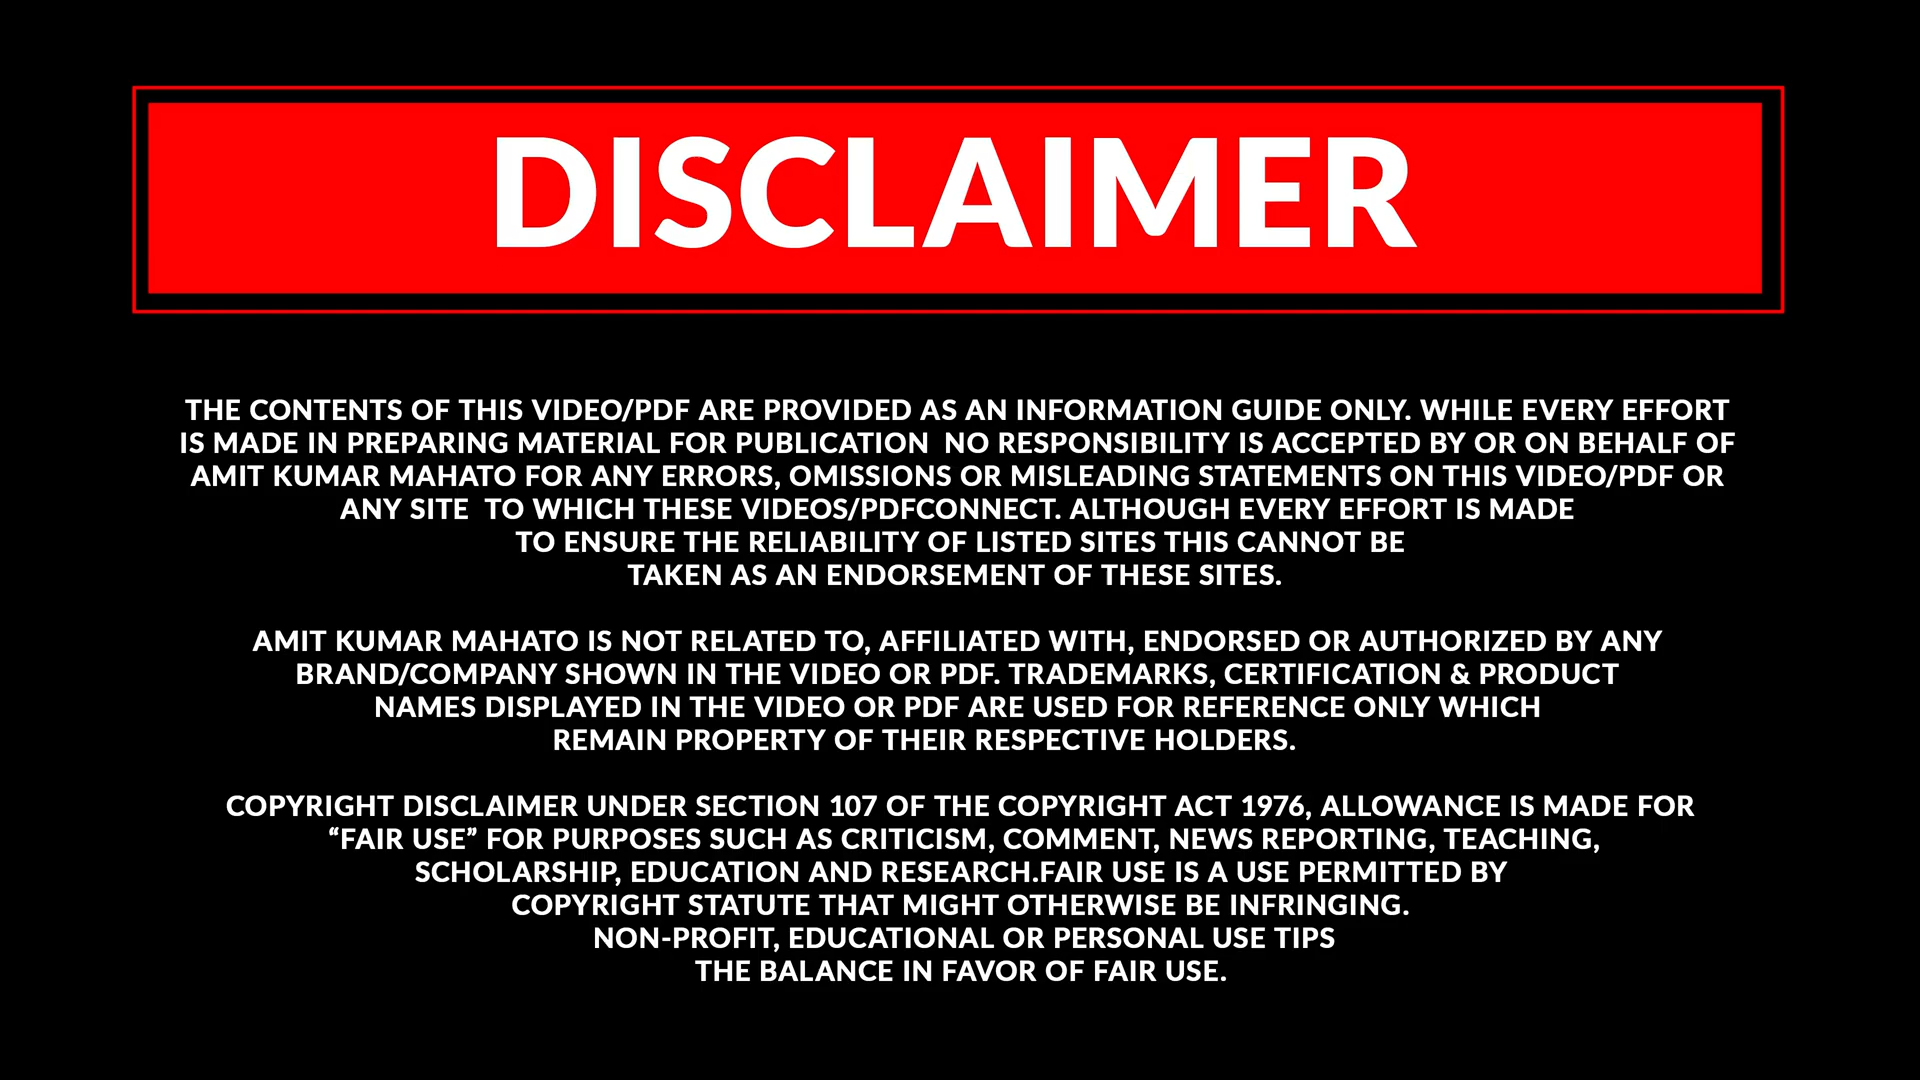 DISCLAIMER
THE CONTENTS OF THIS VIDEO/PDF ARE PROVIDED AS AN INFORMATION GUIDE ONLY. WHILE EVERY EFFORT
IS MADE IN PREPARING MATERIAL FOR PUBLICATION  NO RESPONSIBILITY IS ACCEPTED BY OR ON BEHALF OF
AMIT KUMAR MAHATO FOR ANY ERRORS, OMISSIONS OR MISLEADING STATEMENTS ON THIS VIDEO/PDF OR
ANY SITE  TO WHICH THESE VIDEOS/PDFCONNECT. ALTHOUGH EVERY EFFORT IS MADE
TO ENSURE THE RELIABILITY OF LISTED SITES THIS CANNOT BE
TAKEN AS AN ENDORSEMENT OF THESE SITES.
AMIT KUMAR MAHATO IS NOT RELATED TO, AFFILIATED WITH, ENDORSED OR AUTHORIZED BY ANY
BRAND/COMPANY SHOWN IN THE VIDEO OR PDF. TRADEMARKS, CERTIFICATION & PRODUCT
NAMES DISPLAYED IN THE VIDEO OR PDF ARE USED FOR REFERENCE ONLY WHICH
REMAIN PROPERTY OF THEIR RESPECTIVE HOLDERS.
COPYRIGHT DISCLAIMER UNDER SECTION 107 OF THE COPYRIGHT ACT 1976, ALLOWANCE IS MADE FOR
“FAIR USE” FOR PURPOSES SUCH AS CRITICISM, COMMENT, NEWS REPORTING, TEACHING,
SCHOLARSHIP, EDUCATION AND RESEARCH.FAIR USE IS A USE PERMITTED BY
COPYRIGHT STATUTE THAT MIGHT OTHERWISE BE INFRINGING.
NON-PROFIT, EDUCATIONAL OR PERSONAL USE TIPS
THE BALANCE IN FAVOR OF FAIR USE.